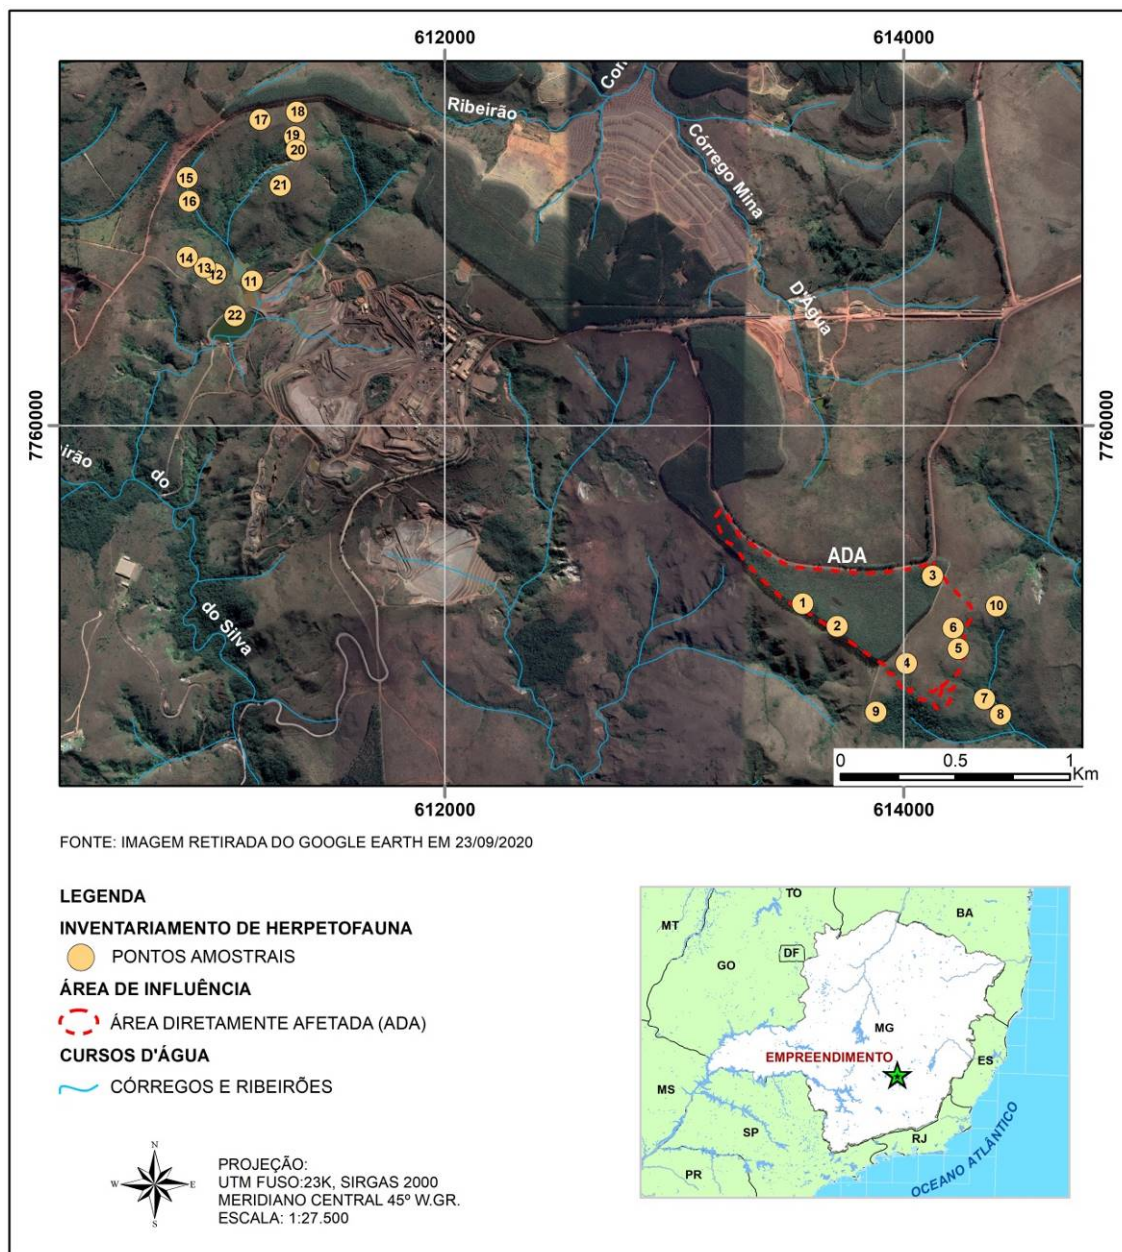 612000
614000
Ribeirão
Córrego Mina
D'Água
17
18
19
20
21
15
16
14
13
12
11
22
7760000
7760000
do
do Silva
ADA
3
1
10
2
6
5
4
7
9
8
0 0.5 1
Km
612000
614000
FONTE: IMAGEM RETIRADA DO GOOGLE EARTH EM 23/09/2020
LEGENDA
INVENTARIAMENTO DE HERPETOFAUNA
PONTOS AMOSTRAIS
ÁREA DE INFLUÊNCIA
ÁREA DIRETAMENTE AFETADA (ADA)
CURSOS D'ÁGUA
CÓRREGOS E RIBEIRÕES
N
W E
S
PROJEÇÃO:
UTM FUSO:23K, SIRGAS 2000
MERIDIANO CENTRAL 45º W.GR.
ESCALA: 1:27.500
TO
MT
BA
DF
GO
MG
EMPREENDIMENTO
ES
MS
SP
RJ
PR
OCEANO ATLÂNTICO